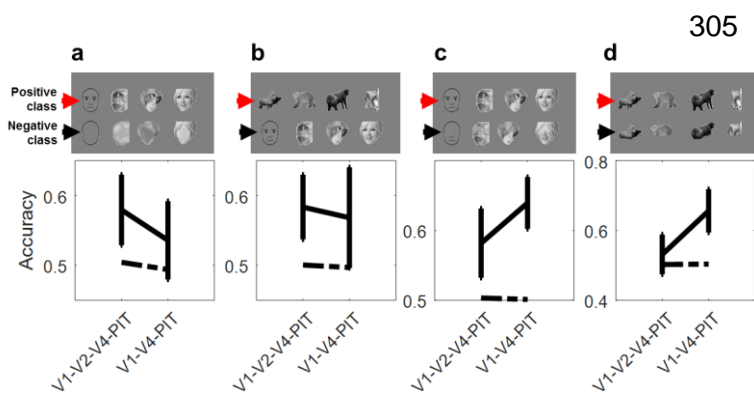 305
a
b
c
d
Positive class
Negative class
Accuracy
0.6
0.5
V1-V2-V4-PIT
V1-V4-PIT
0.6
0.5
V1-V2-V4-PIT
V1-V4-PIT
0.6
0.5
V1-V2-V4-PIT
V1-V4-PIT
0.8
0.6
0.4
V1-V2-V4-PIT
V1-V4-PIT